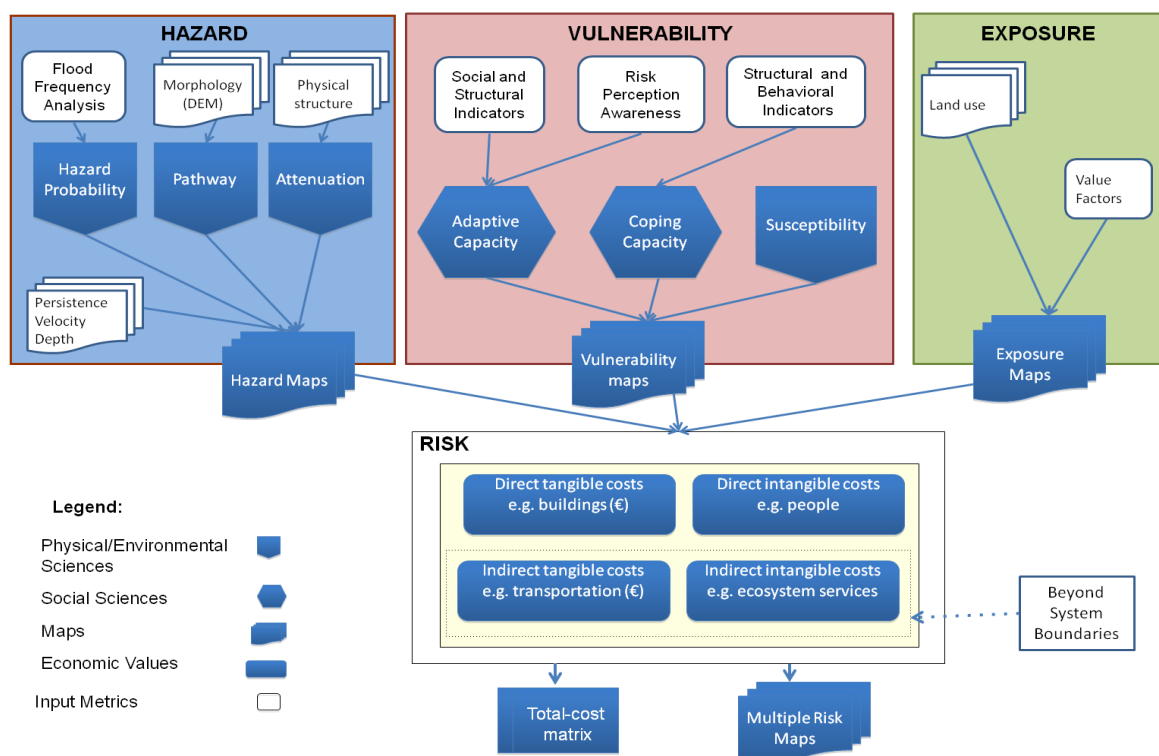 HAZARD
Flood
Frequency
Analysis
Morphology
(DEM)
Physical
structure
Hazard
Probability
Pathway
Attenuation
Persistence
Velocity
Depth
Hazard Maps
VULNERABILITY
Social and
Structural
Indicators
Risk
Perception
Awareness
Structural and
Behavioral
Indicators
Adaptive
Capacity
Coping
Capacity
Susceptibility
Vulnerability
maps
EXPOSURE
Land use
Value
Factors
Exposure
Maps
RISK
Direct tangible costs
e.g. buildings (€)
Direct intangible costs
e.g. people
Indirect tangible costs
e.g. transportation (€)
Indirect intangible costs
e.g. ecosystem services
Beyond
System
Boundaries
Total-cost
matrix
Multiple Risk
Maps
Legend:
Physical/Environmental
Sciences
Social Sciences
Maps
Economic Values
Input Metrics